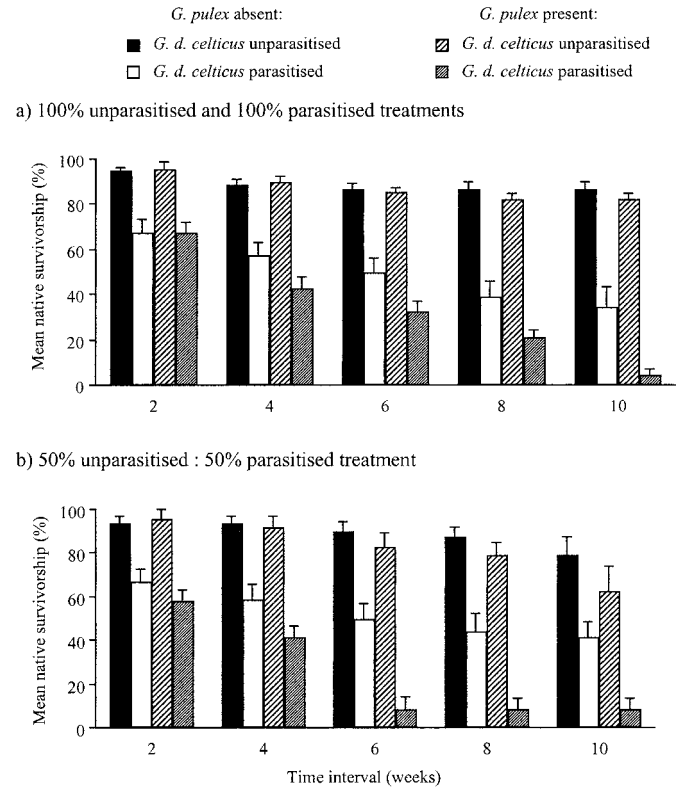 G. pulex absent: G. pulex present:
G. d. celticus unparasitised G. d. celticus unparasitised
G. d. celticus parasitised G. d. celticus parasitised
a) 100% unparasitised and 100% parasitised treatments
Mean native survivorship (%)
100
80
60
40
20
0
2 4 6 8 10
b) 50% unparasitised : 50% parasitised treatment
Mean native survivorship (%)
100
80
60
40
20
0
2 4 6 8 10
Time interval (weeks)